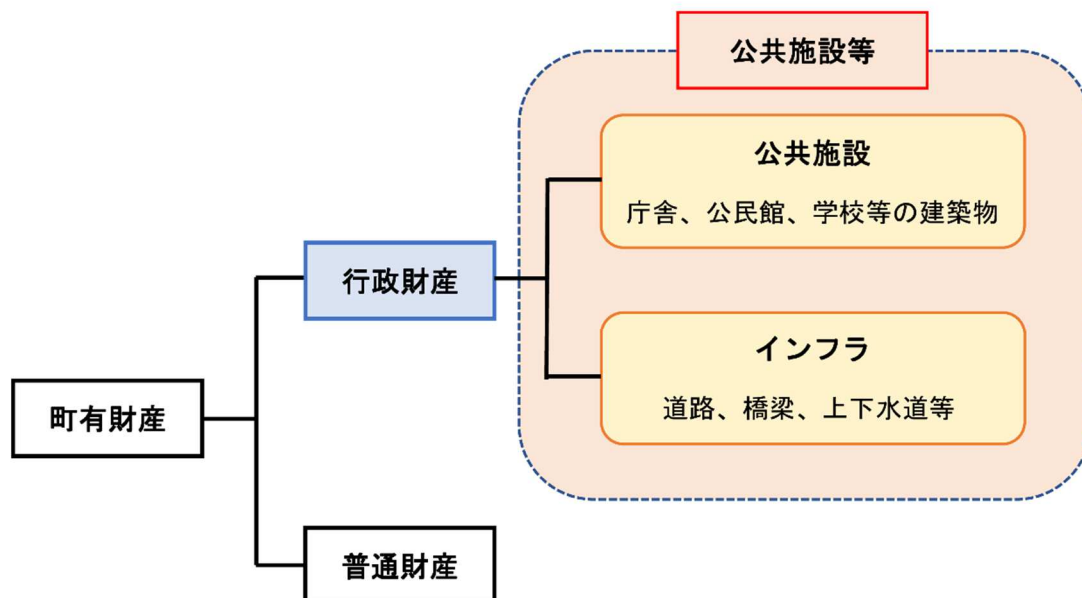 公共施設等
公共施設
庁舎、公民館、学校等の建築物
行政財産
インフラ
道路、橋梁、上下水道等
町有財産
普通財産